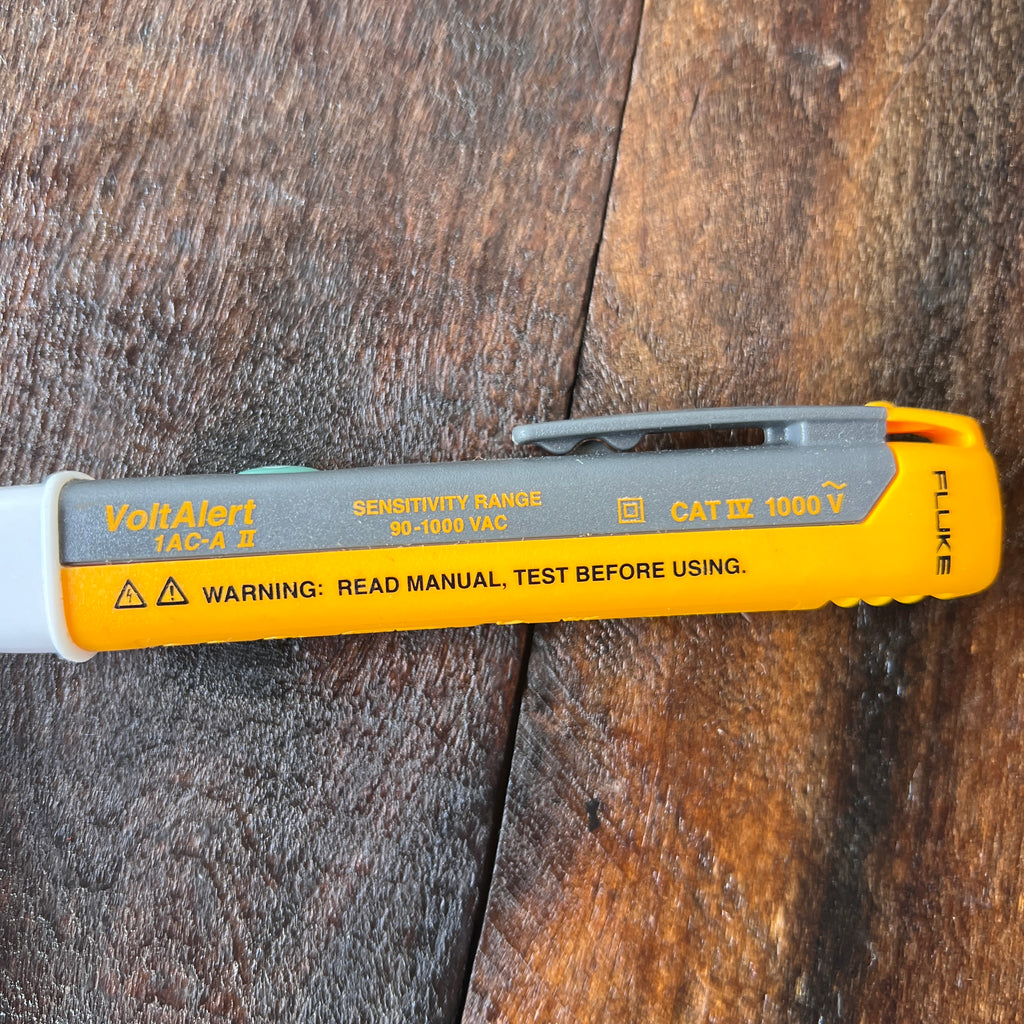 VoltAlert
1AC-A II
SENSITIVITY RANGE
90-1000 VAC
CAT IV 1000 V~
WARNING: READ MANUAL, TEST BEFORE USING.
FLUKE